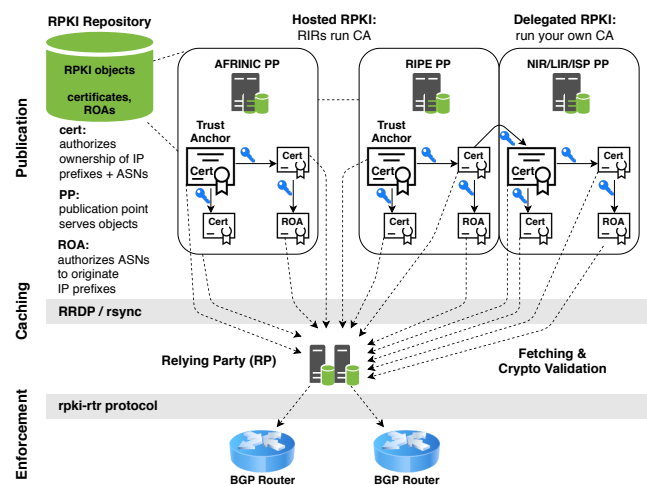 RPKI Repository
RPKI objects
certificates,
ROAs
cert:
authorizes
ownership of IP
prefixes + ASNs
PP:
publication point
serves objects
ROA:
authorizes ASNs
to originate
IP prefixes
Hosted RPKI:
RIRs run CA
Delegated RPKI:
run your own CA
AFRINIC PP
Trust
Anchor
Cert
Cert
Cert
ROA
RIPE PP
Trust
Anchor
Cert
Cert
Cert
ROA
NIR/LIR/ISP PP
Cert
Cert
Cert
ROA
Publication
Caching
Enforcement
RRDP / rsync
Relying Party (RP)
Fetching &
Crypto Validation
rpki-rtr protocol
BGP Router
BGP Router